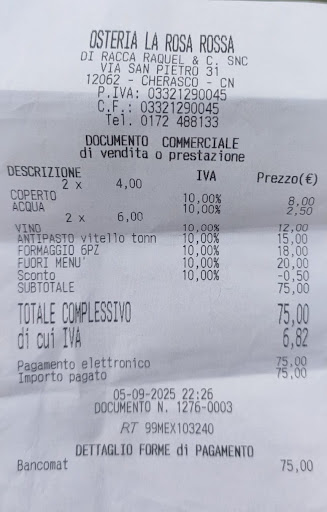 OSTERIA LA ROSA ROSSA
DI RACCA RAQUEL & C. SNC
VIA SAN PIETRO 31
12062 - CHERASCO - CN
P.IVA: 03321290045
C.F.: 03321290045
Tel. 0172 488133
DOCUMENTO COMMERCIALE
di vendita o prestazione
DESCRIZIONE IVA Prezzo(€)
2 x 4,00
COPERTO 10,00% 8,00
ACQUA 10,00% 2,50
2 x 6,00
VINO 10,00% 12,00
ANTIPASTO vitello tonn 10,00% 15,00
FORMAGGIO 6PZ 10,00% 18,00
FUORI MENU' 10,00% 20,00
Sconto 10,00% -0,50
SUBTOTALE 75,00
TOTALE COMPLESSIVO 75,00
di cui IVA 6,82
Pagamento elettronico 75,00
Importo pagato 75,00
05-09-2025 22:26
DOCUMENTO N. 1276-0003
RT 99MEX103240
DETTAGLIO FORME di PAGAMENTO
Bancomat 75,00